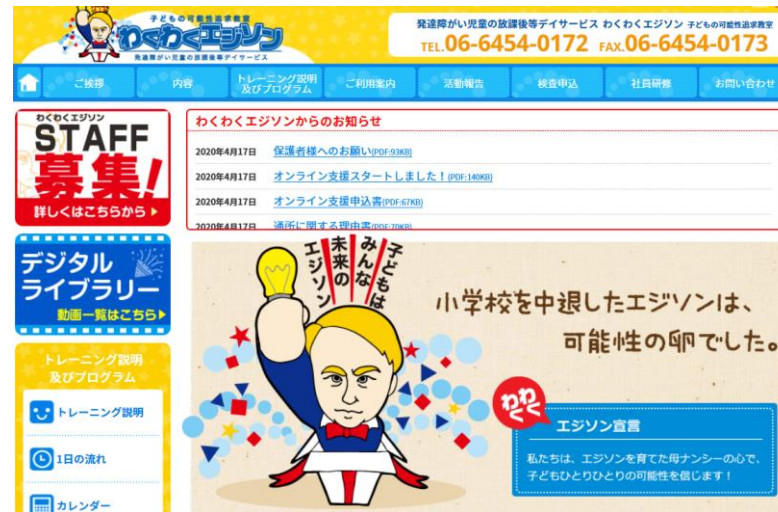 子どもの可能性追求教室
わくわくエジソン
発達障がい児童の放課後等デイサービス
発達障がい児童の放課後等デイサービス わくわくエジソン 子どもの可能性追求教室
TEL.06-6454-0172 FAX.06-6454-0173
ご挨拶
内容
トレーニング説明
及びプログラム
ご利用案内
活動報告
検査申込
社員研修
お問い合わせ
わくわくエジソン
STAFF
募集!
詳しくはこちらから
デジタル
ライブラリー
動画一覧はこちら
トレーニング説明
及びプログラム
トレーニング説明
1日の流れ
カレンダー
わくわくエジソンからのお知らせ
2020年4月17日 保護者様へのお願い(PDF:93KB)
2020年4月17日 オンライン支援スタートしました!(PDF:140KB)
2020年4月17日 オンライン支援申込書(PDF:67KB)
2020年4月17日 通所に関する理由書(PDF:70KB)
子どもは
みんな
未来の
エジソン
小学校を中退したエジソンは、
可能性の卵でした。
わくわく
エジソン宣言
私たちは、エジソンを育てた母ナンシーの心で、
子どもひとりひとりの可能性を信じます!